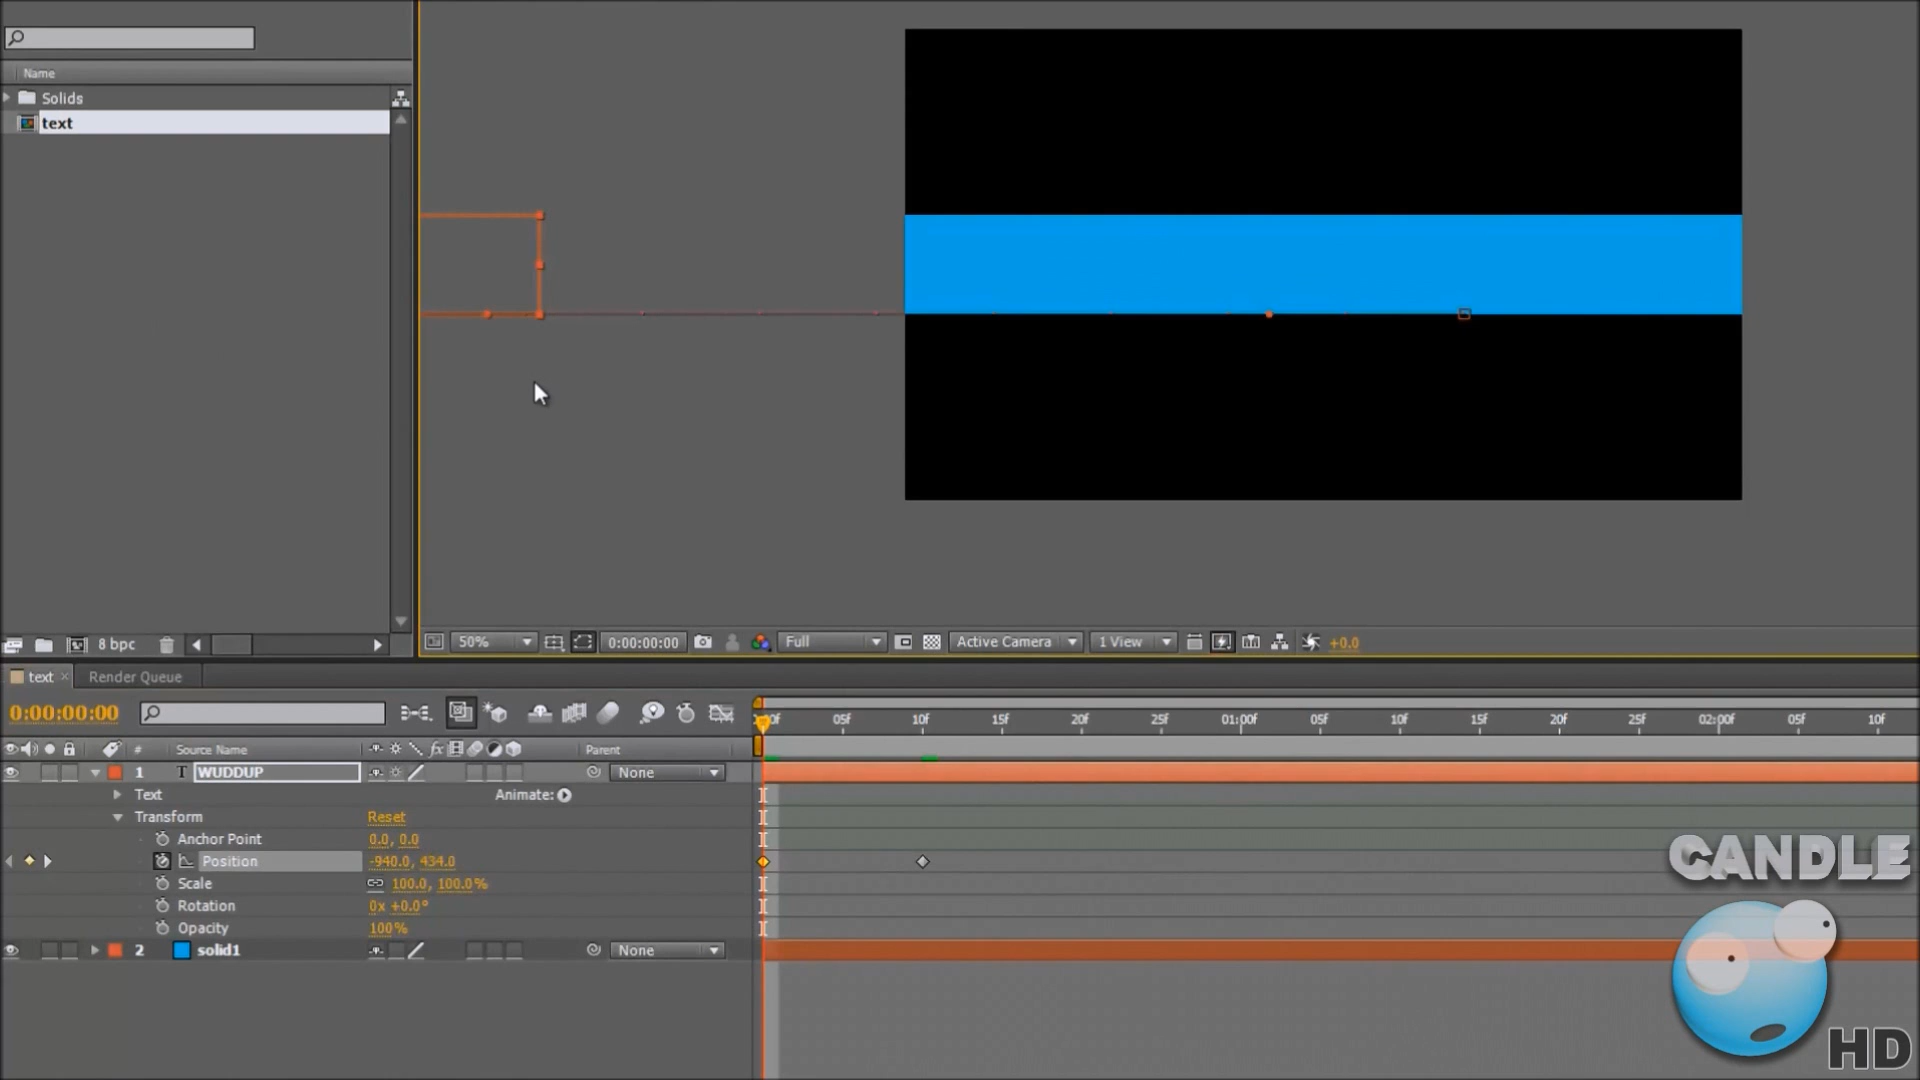 Name
Solids
text
8 bpc
50%
0:00:00:00
Full
Active Camera
1 View
+0.0
text
Render Queue
0:00:00:00
05f
10f
15f
20f
25f
01:00f
05f
10f
15f
20f
25f
02:00f
05f
10f
# Source Name
fx
Parent
1 T WUDDUP
None
Text
Animate:
Transform
Reset
Anchor Point
0.0, 0.0
Position
-940.0, 434.0
Scale
100.0, 100.0%
Rotation
0x +0.0°
Opacity
100%
2 solid1
None
CANDLE
HD